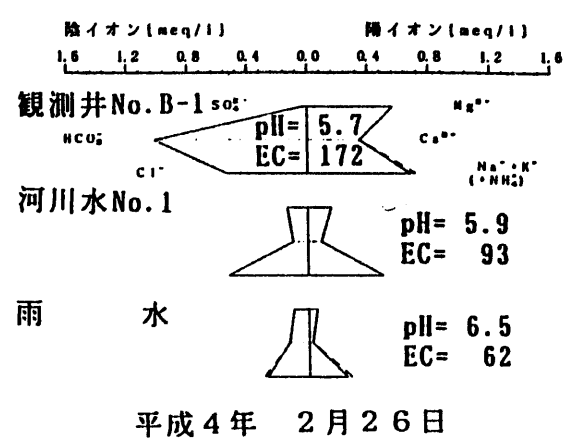 陰イオン(meq/l) 陽イオン(meq/l)
1.6 1.2 0.8 0.4 0.0 0.4 0.8 1.2 1.6
観測井No.B-1 SO₄²⁻ Mg²⁺
HCO₃⁻ pH= 5.7 Ca²⁺
EC= 172
Cl⁻ Na⁺+K⁺
(+NH₄⁺)
河川水No.1
pH= 5.9
EC= 93
雨 水
pH= 6.5
EC= 62
平成4年 2月26日